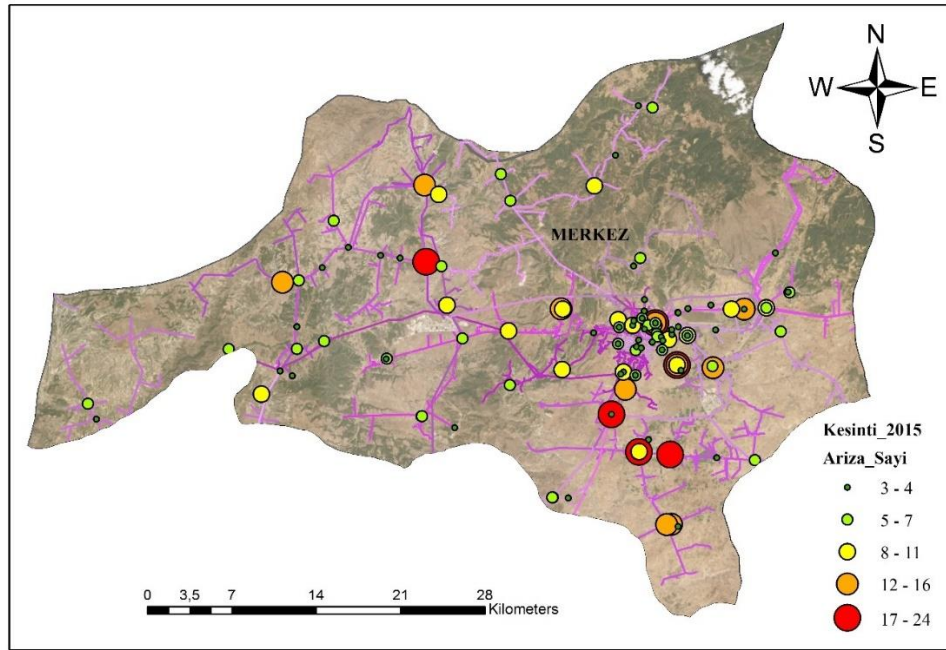 N
W E
S
MERKEZ
Kesinti_2015
Ariza_Sayi
3 - 4
5 - 7
8 - 11
12 - 16
17 - 24
0 3,5 7 14 21 28
Kilometers